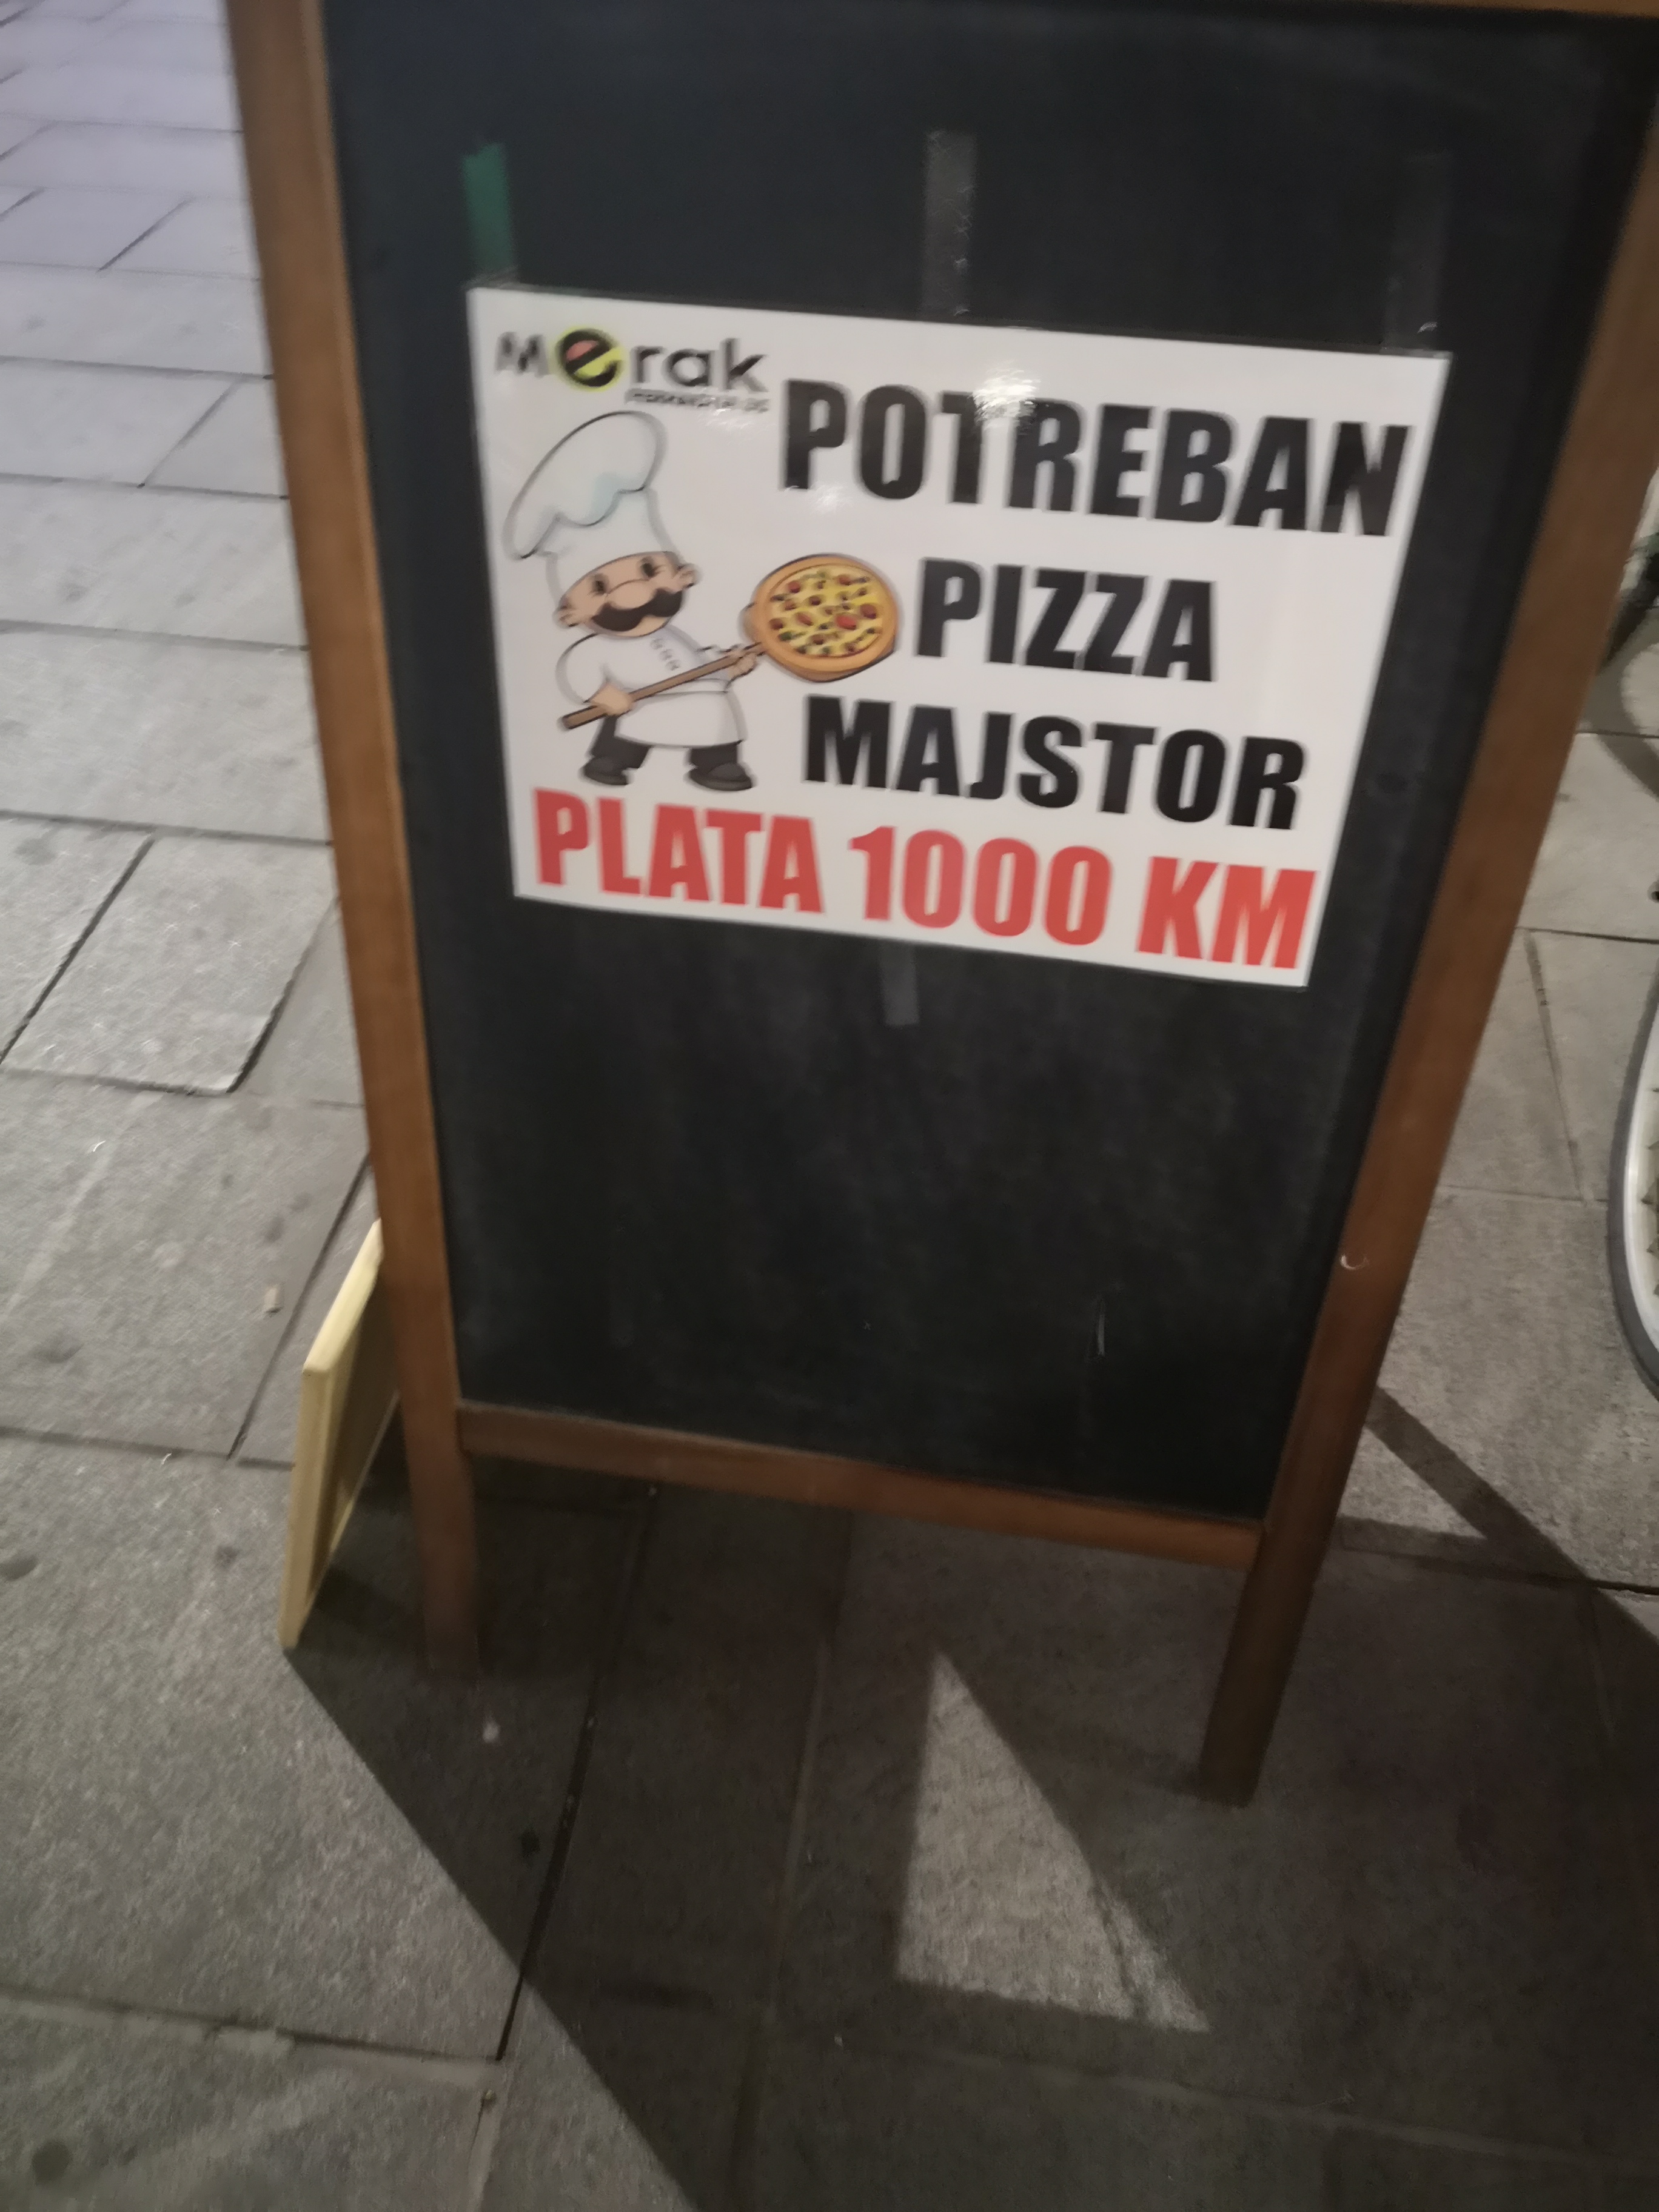 Merak
POTREBAN
PIZZA
MAJSTOR
PLATA 1000 KM